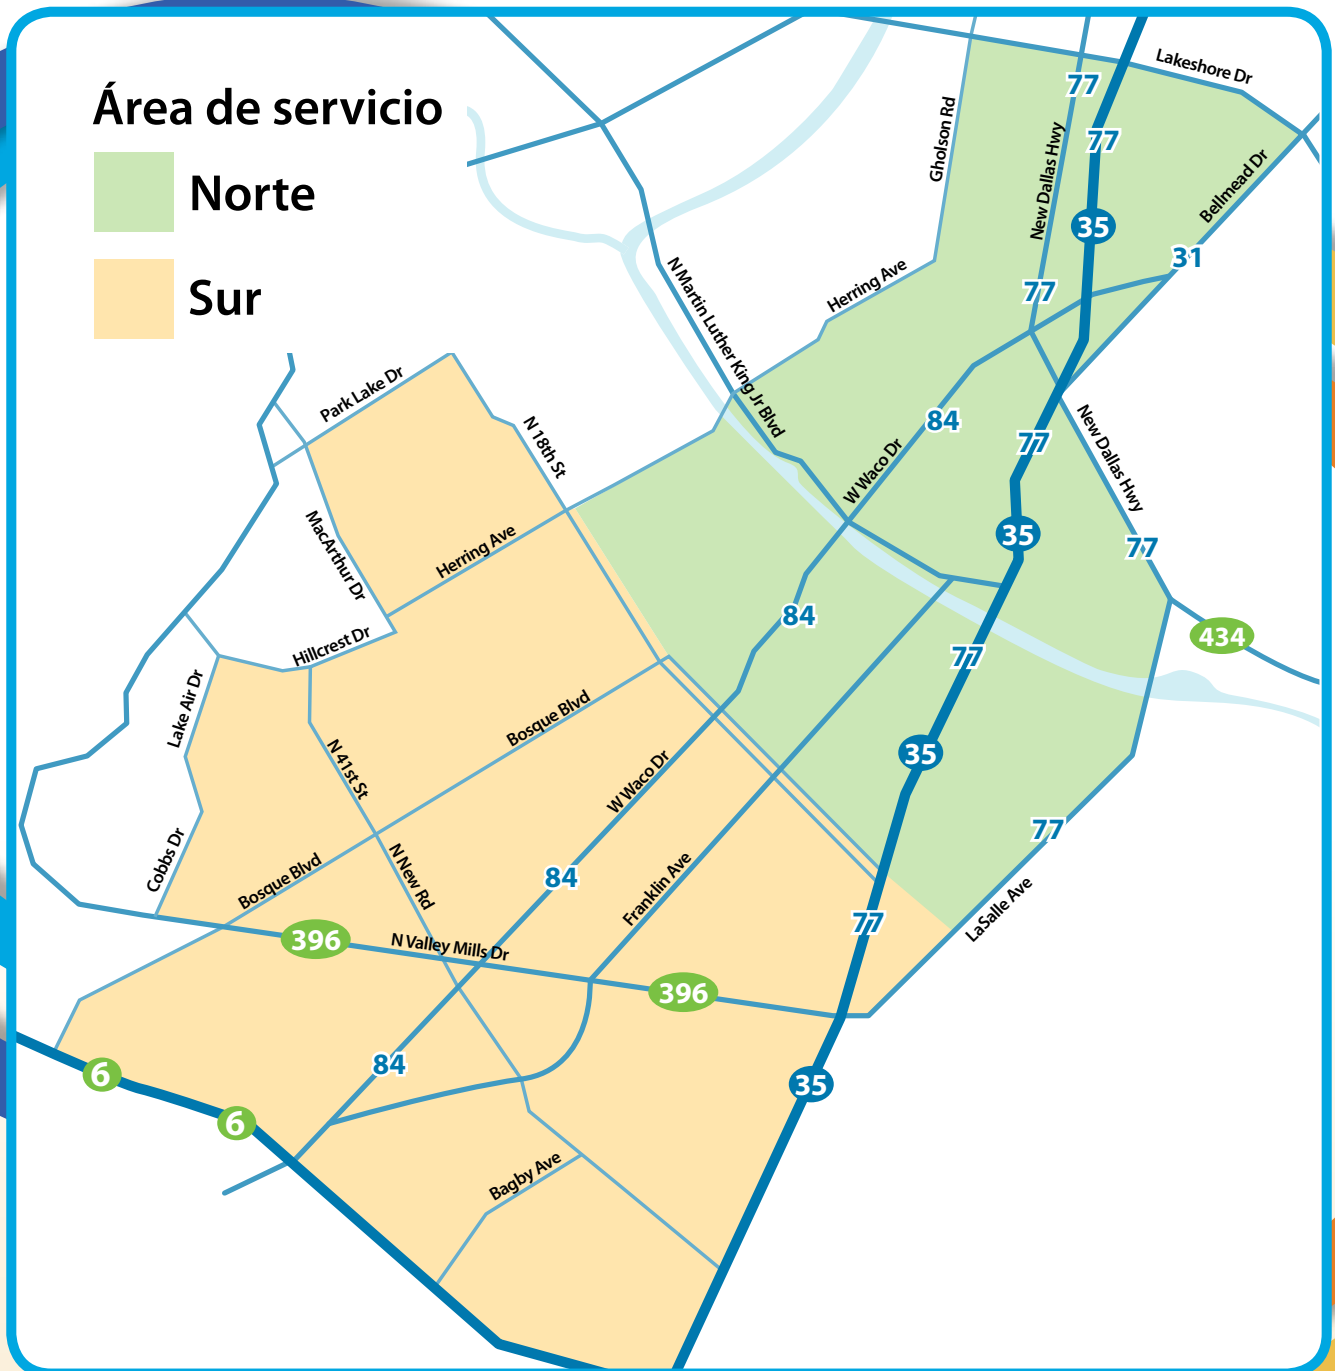 Área de servicio
Norte
Sur
Lakeshore Dr
77
77
Gholson Rd
New Dallas Hwy
Bellmead Dr
35
31
N Martin Luther King Jr Blvd
Herring Ave
77
Park Lake Dr
84
N 18th St
77
New Dallas Hwy
W Waco Dr
MacArthur Dr
Herring Ave
35
77
84
434
Hillcrest Dr
77
Lake Air Dr
Bosque Blvd
N 41st St
W Waco Dr
35
77
Cobbs Dr
Bosque Blvd
N New Rd
84
Franklin Ave
LaSalle Ave
77
396
N Valley Mills Dr
396
84
6
35
6
Bagby Ave